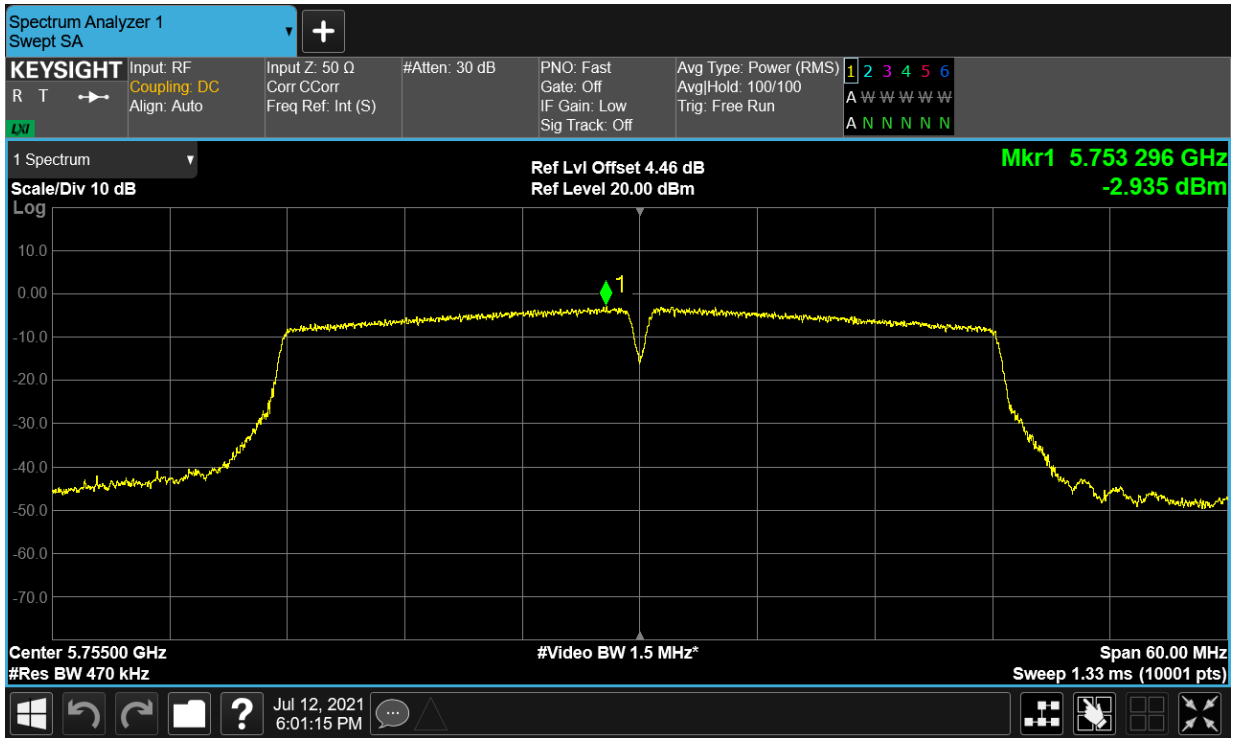 Spectrum Analyzer 1
Swept SA
KEYSIGHT
R T
LXI
Input: RF
Coupling: DC
Align: Auto
Input Z: 50 Ω
Corr CCorr
Freq Ref: Int (S)
#Atten: 30 dB
PNO: Fast
Gate: Off
IF Gain: Low
Sig Track: Off
Avg Type: Power (RMS)
Avg|Hold: 100/100
Trig: Free Run
1 2 3 4 5 6
A W W W W W
A N N N N N
1 Spectrum
Scale/Div 10 dB
Log
Ref Lvl Offset 4.46 dB
Ref Level 20.00 dBm
Mkr1 5.753 296 GHz
-2.935 dBm
1
10.0
0.00
-10.0
-20.0
-30.0
-40.0
-50.0
-60.0
-70.0
Center 5.75500 GHz
#Res BW 470 kHz
#Video BW 1.5 MHz*
Span 60.00 MHz
Sweep 1.33 ms (10001 pts)
?
Jul 12, 2021
6:01:15 PM